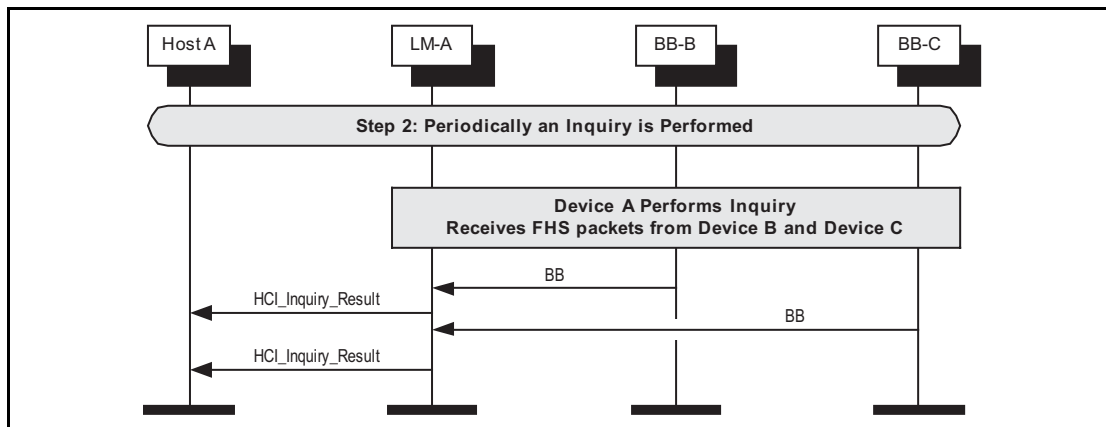 Host A
LM-A
BB-B
BB-C
Step 2: Periodically an Inquiry is Performed
Device A Performs Inquiry
Receives FHS packets from Device B and Device C
BB
HCI_Inquiry_Result
BB
HCI_Inquiry_Result